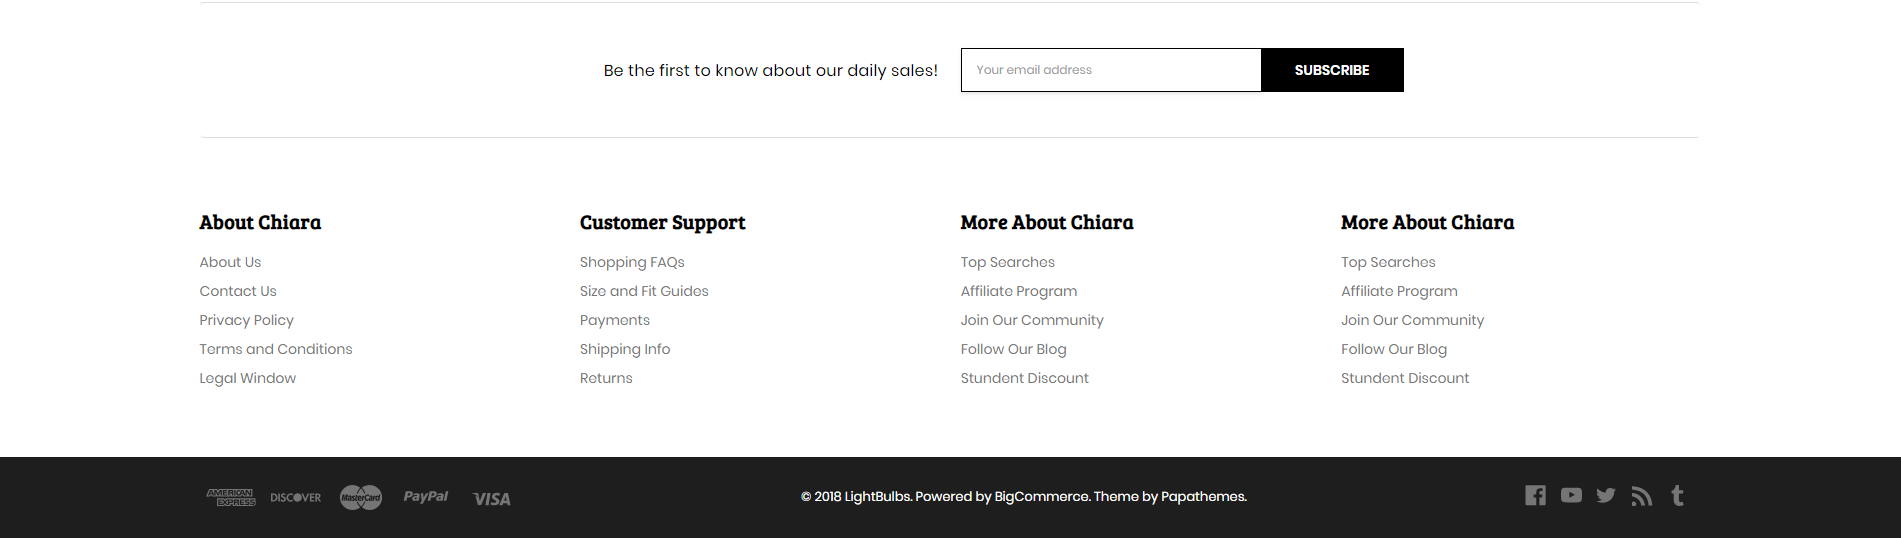 Be the first to know about our daily sales!
Your email address
SUBSCRIBE
About Chiara
About Us
Contact Us
Privacy Policy
Terms and Conditions
Legal Window
Customer Support
Shopping FAQs
Size and Fit Guides
Payments
Shipping Info
Returns
More About Chiara
Top Searches
Affiliate Program
Join Our Community
Follow Our Blog
Stundent Discount
More About Chiara
Top Searches
Affiliate Program
Join Our Community
Follow Our Blog
Stundent Discount
AMERICAN
EXPRESS
DISCOVER
MasterCard
PayPal
VISA
© 2018 LightBulbs. Powered by BigCommerce. Theme by Papathemes.